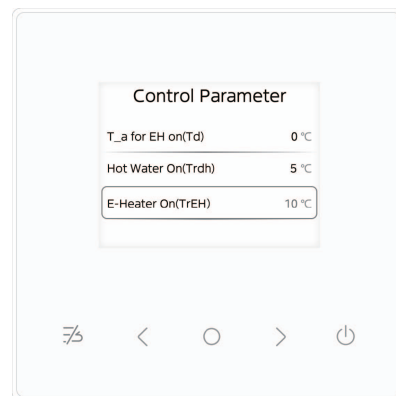 Control Parameter
T_a for EH on(Td) 0 ℃
Hot Water On(Trdh) 5 ℃
E-Heater On(TrEH) 10 ℃